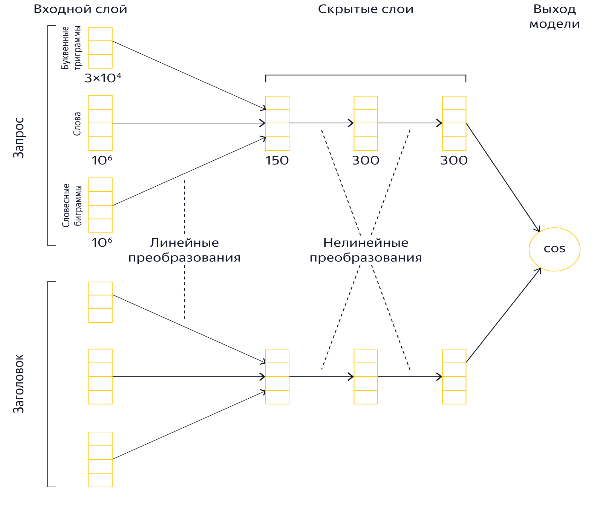 Входной слой
Скрытые слои
Выход
модели
Запрос
Буквенные
триграммы
3×10⁴
Слова
10⁶
Словесные
биграммы
10⁶
150
300
300
Линейные
преобразования
Нелинейные
преобразования
cos
Заголовок